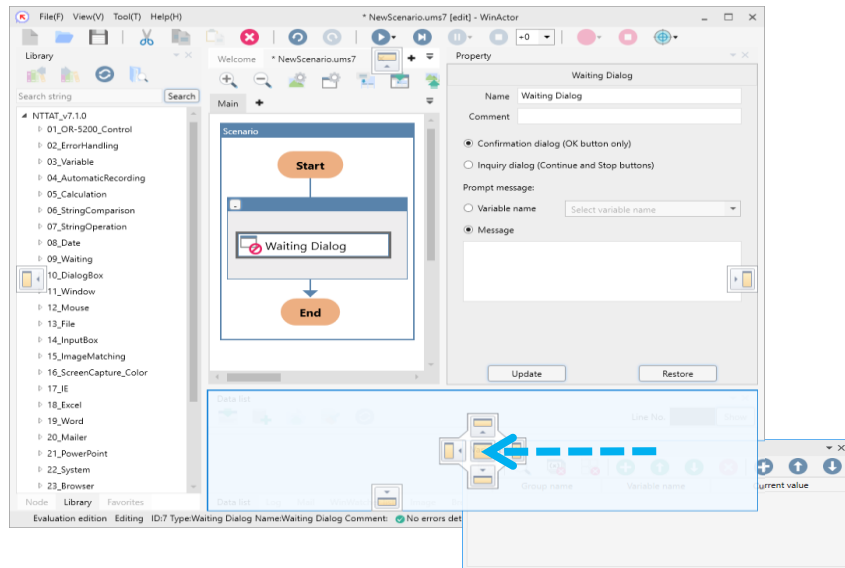 File(F) View(V) Tool(T) Help(H)
* NewScenario.ums7 [edit] - WinActor
+0
Library
Search string
Search
NTTAT_v7.1.0
01_OR-5200_Control
02_ErrorHandling
03_Variable
04_AutomaticRecording
05_Calculation
06_StringComparison
07_StringOperation
08_Date
09_Waiting
10_DialogBox
11_Window
12_Mouse
13_File
14_InputBox
15_ImageMatching
16_ScreenCapture_Color
17_IE
18_Excel
19_Word
20_Mailer
21_PowerPoint
22_System
23_Browser
Node Library Favorites
Welcome * NewScenario.ums7
Main
Scenario
Start
Waiting Dialog
End
Property
Waiting Dialog
Name Waiting Dialog
Comment
Confirmation dialog (OK button only)
Inquiry dialog (Continue and Stop buttons)
Prompt message:
Variable name Select variable name
Message
Update Restore
Data list
Line No.
Group name Variable name Current value
Data list
Evaluation edition Editing ID:7 Type:Waiting Dialog Name:Waiting Dialog Comment: No errors det